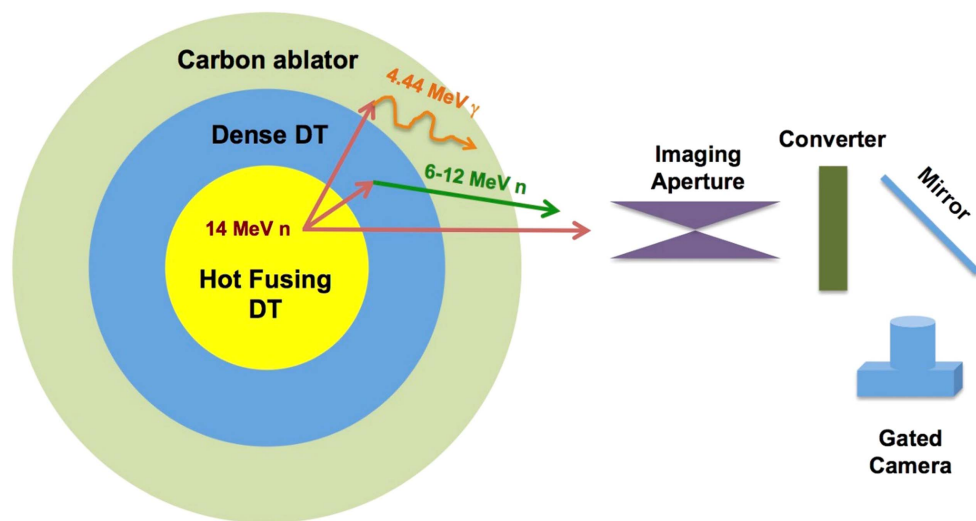 Carbon ablator
4.44 MeV γ
Dense DT
6-12 MeV n
14 MeV n
Hot Fusing
DT
Imaging
Aperture
Converter
Mirror
Gated
Camera